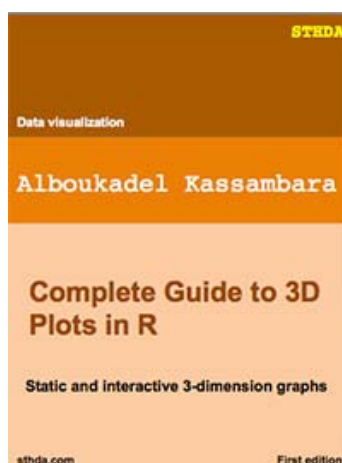 STHDA
Data visualization
Alboukadel Kassambara
Complete Guide to 3D
Plots in R
Static and interactive 3-dimension graphs
sthda.com
First edition